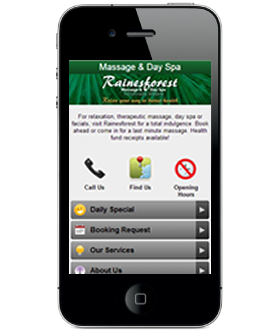 Massage & Day Spa
Rainesforest
Massage & Day Spa
Raine your way to better health
For relaxation, therapeutic massage, day spa or
facials, visit Rainesforest for a total indulgence. Book
ahead or come in for a last minute massage. Health
fund receipts available!
Call Us
Find Us
Opening
Hours
Daily Special
Booking Request
Our Services
About Us